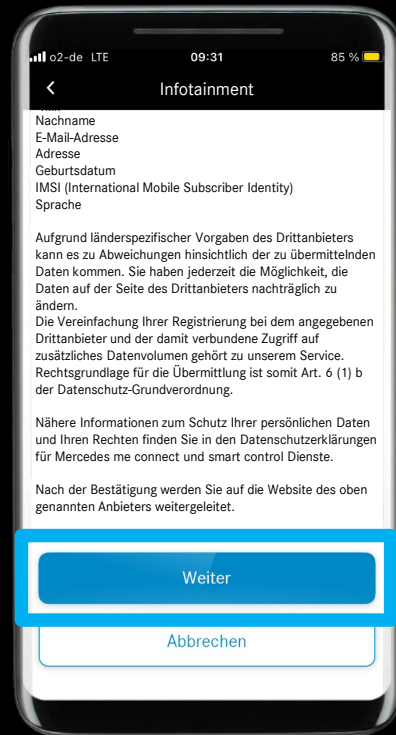 o2-de LTE 09:31 85 %
Infotainment
Nachname
E-Mail-Adresse
Adresse
Geburtsdatum
IMSI (International Mobile Subscriber Identity)
Sprache
Aufgrund länderspezifischer Vorgaben des Drittanbieters
kann es zu Abweichungen hinsichtlich der zu übermittelnden
Daten kommen. Sie haben jederzeit die Möglichkeit, die
Daten auf der Seite des Drittanbieters nachträglich zu
ändern.
Die Vereinfachung Ihrer Registrierung bei dem angegebenen
Drittanbieter und der damit verbundene Zugriff auf
zusätzliches Datenvolumen gehört zu unserem Service.
Rechtsgrundlage für die Übermittlung ist somit Art. 6 (1) b
der Datenschutz-Grundverordnung.
Nähere Informationen zum Schutz Ihrer persönlichen Daten
und Ihren Rechten finden Sie in den Datenschutzerklärungen
für Mercedes me connect und smart control Dienste.
Nach der Bestätigung werden Sie auf die Website des oben
genannten Anbieters weitergeleitet.
Weiter
Abbrechen